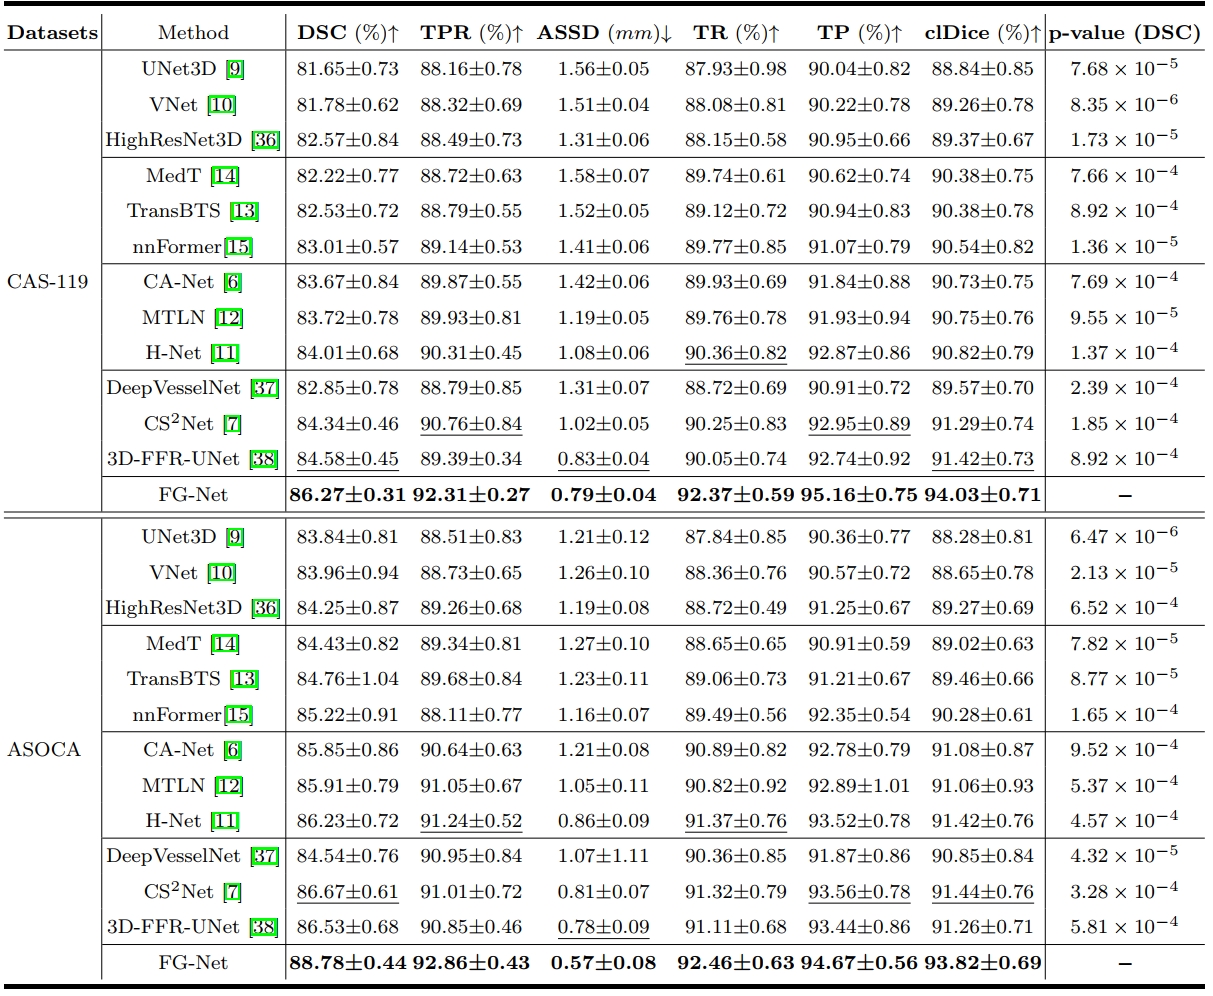 Datasets Method DSC (%)↑ TPR (%)↑ ASSD (mm)↓ TR (%)↑ TP (%)↑ clDice (%)↑ p-value (DSC)
UNet3D [9] 81.65±0.73 88.16±0.78 1.56±0.05 87.93±0.98 90.04±0.82 88.84±0.85 7.68 × 10⁻⁵
VNet [10] 81.78±0.62 88.32±0.69 1.51±0.04 88.08±0.81 90.22±0.78 89.26±0.78 8.35 × 10⁻⁶
HighResNet3D [36] 82.57±0.84 88.49±0.73 1.31±0.06 88.15±0.58 90.95±0.66 89.37±0.67 1.73 × 10⁻⁵
MedT [14] 82.22±0.77 88.72±0.63 1.58±0.07 89.74±0.61 90.62±0.74 90.38±0.75 7.66 × 10⁻⁴
TransBTS [13] 82.53±0.72 88.79±0.55 1.52±0.05 89.12±0.72 90.94±0.83 90.38±0.78 8.92 × 10⁻⁴
nnFormer[15] 83.01±0.57 89.14±0.53 1.41±0.06 89.77±0.85 91.07±0.79 90.54±0.82 1.36 × 10⁻⁵
CAS-119 CA-Net [6] 83.67±0.84 89.87±0.55 1.42±0.06 89.93±0.69 91.84±0.88 90.73±0.75 7.69 × 10⁻⁴
MTLN [12] 83.72±0.78 89.93±0.81 1.19±0.05 89.76±0.78 91.93±0.94 90.75±0.76 9.55 × 10⁻⁵
H-Net [11] 84.01±0.68 90.31±0.45 1.08±0.06 90.36±0.82 92.87±0.86 90.82±0.79 1.37 × 10⁻⁴
DeepVesselNet [37] 82.85±0.78 88.79±0.85 1.31±0.07 88.72±0.69 90.91±0.72 89.57±0.70 2.39 × 10⁻⁴
CS²Net [7] 84.34±0.46 90.76±0.84 1.02±0.05 90.25±0.83 92.95±0.89 91.29±0.74 1.85 × 10⁻⁴
3D-FFR-UNet [38] 84.58±0.45 89.39±0.34 0.83±0.04 90.05±0.74 92.74±0.92 91.42±0.73 8.92 × 10⁻⁴
FG-Net 86.27±0.31 92.31±0.27 0.79±0.04 92.37±0.59 95.16±0.75 94.03±0.71 –
UNet3D [9] 83.84±0.81 88.51±0.83 1.21±0.12 87.84±0.85 90.36±0.77 88.28±0.81 6.47 × 10⁻⁶
VNet [10] 83.96±0.94 88.73±0.65 1.26±0.10 88.36±0.76 90.57±0.72 88.65±0.78 2.13 × 10⁻⁵
HighResNet3D [36] 84.25±0.87 89.26±0.68 1.19±0.08 88.72±0.49 91.25±0.67 89.27±0.69 6.52 × 10⁻⁴
MedT [14] 84.43±0.82 89.34±0.81 1.27±0.10 88.65±0.65 90.91±0.59 89.02±0.63 7.82 × 10⁻⁵
TransBTS [13] 84.76±1.04 89.68±0.84 1.23±0.11 89.06±0.73 91.21±0.67 89.46±0.66 8.77 × 10⁻⁵
nnFormer[15] 85.22±0.91 88.11±0.77 1.16±0.07 89.49±0.56 92.35±0.54 90.28±0.61 1.65 × 10⁻⁴
ASOCA CA-Net [6] 85.85±0.86 90.64±0.63 1.21±0.08 90.89±0.82 92.78±0.79 91.08±0.87 9.52 × 10⁻⁴
MTLN [12] 85.91±0.79 91.05±0.67 1.05±0.11 90.82±0.92 92.89±1.01 91.06±0.93 5.37 × 10⁻⁴
H-Net [11] 86.23±0.72 91.24±0.52 0.86±0.09 91.37±0.76 93.52±0.78 91.42±0.76 4.57 × 10⁻⁴
DeepVesselNet [37] 84.54±0.76 90.95±0.84 1.07±1.11 90.36±0.85 91.87±0.86 90.85±0.84 4.32 × 10⁻⁵
CS²Net [7] 86.67±0.61 91.01±0.72 0.81±0.07 91.32±0.79 93.56±0.78 91.44±0.76 3.28 × 10⁻⁴
3D-FFR-UNet [38] 86.53±0.68 90.85±0.46 0.78±0.09 91.11±0.68 93.44±0.86 91.26±0.71 5.81 × 10⁻⁴
FG-Net 88.78±0.44 92.86±0.43 0.57±0.08 92.46±0.63 94.67±0.56 93.82±0.69 –